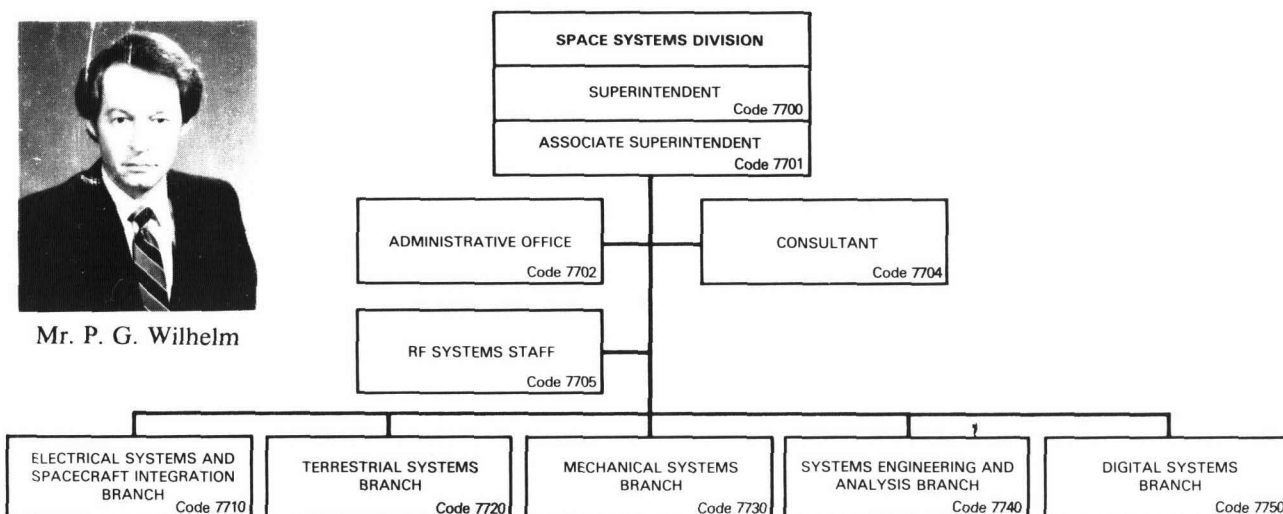 SPACE SYSTEMS DIVISION
SUPERINTENDENT
Code 7700
ASSOCIATE SUPERINTENDENT
Code 7701
ADMINISTRATIVE OFFICE
Code 7702
CONSULTANT
Code 7704
Mr. P. G. Wilhelm
RF SYSTEMS STAFF
Code 7705
ELECTRICAL SYSTEMS AND
SPACECRAFT INTEGRATION
BRANCH
Code 7710
TERRESTRIAL SYSTEMS
BRANCH
Code 7720
MECHANICAL SYSTEMS
BRANCH
Code 7730
SYSTEMS ENGINEERING AND
ANALYSIS BRANCH
Code 7740
DIGITAL SYSTEMS
BRANCH
Code 7750